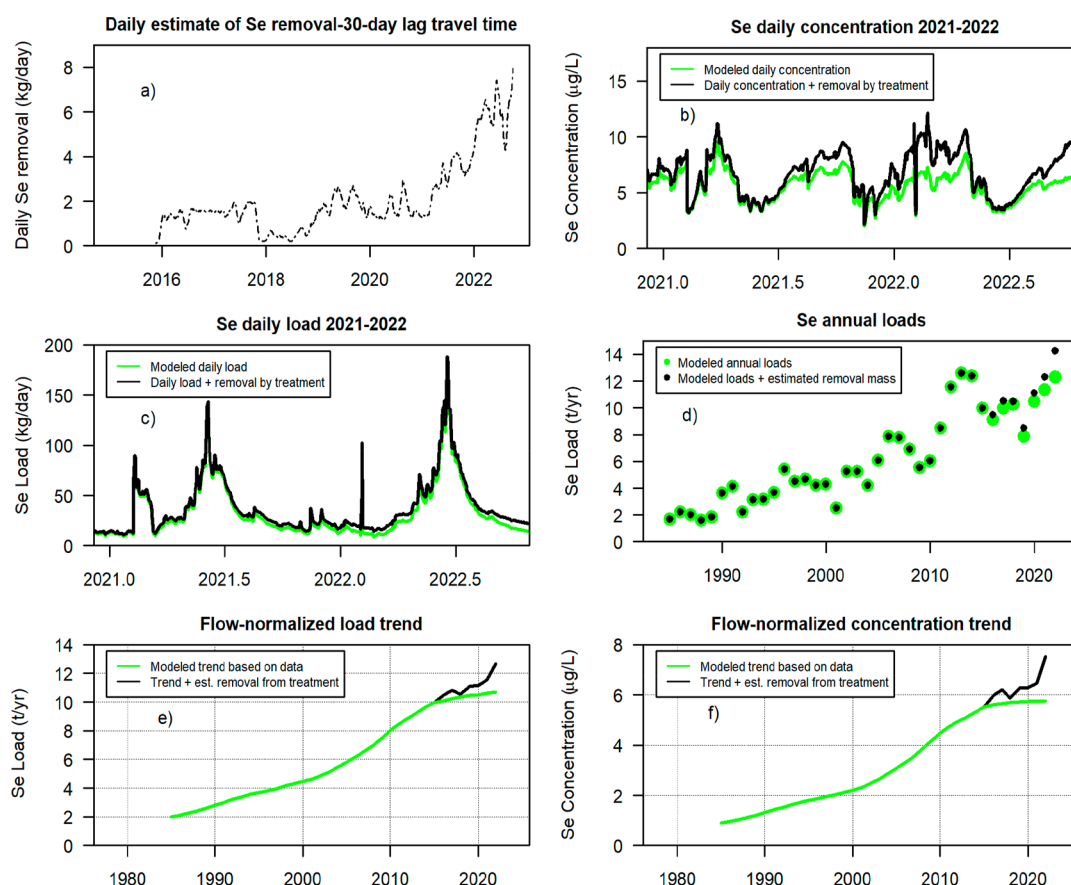 Daily estimate of Se removal-30-day lag travel time
Daily Se removal (kg/day)
8
6
4
2
0
a)
2016
2018
2020
2022
Se daily concentration 2021-2022
Se Concentration (µg/L)
15
10
5
0
Modeled daily concentration
Daily concentration + removal by treatment
b)
2021.0
2021.5
2022.0
2022.5
Se daily load 2021-2022
Se Load (kg/day)
200
150
100
50
0
Modeled daily load
Daily load + removal by treatment
c)
2021.0
2021.5
2022.0
2022.5
Se annual loads
Se Load (t/yr)
14
12
10
8
6
4
2
0
Modeled annual loads
Modeled loads + estimated removal mass
d)
1990
2000
2010
2020
Flow-normalized load trend
Se Load (t/yr)
14
12
10
8
6
4
2
0
Modeled trend based on data
Trend + est. removal from treatment
e)
1980
1990
2000
2010
2020
Flow-normalized concentration trend
Se Concentration (µg/L)
8
6
4
2
0
Modeled trend based on data
Trend + est. removal from treatment
f)
1980
1990
2000
2010
2020